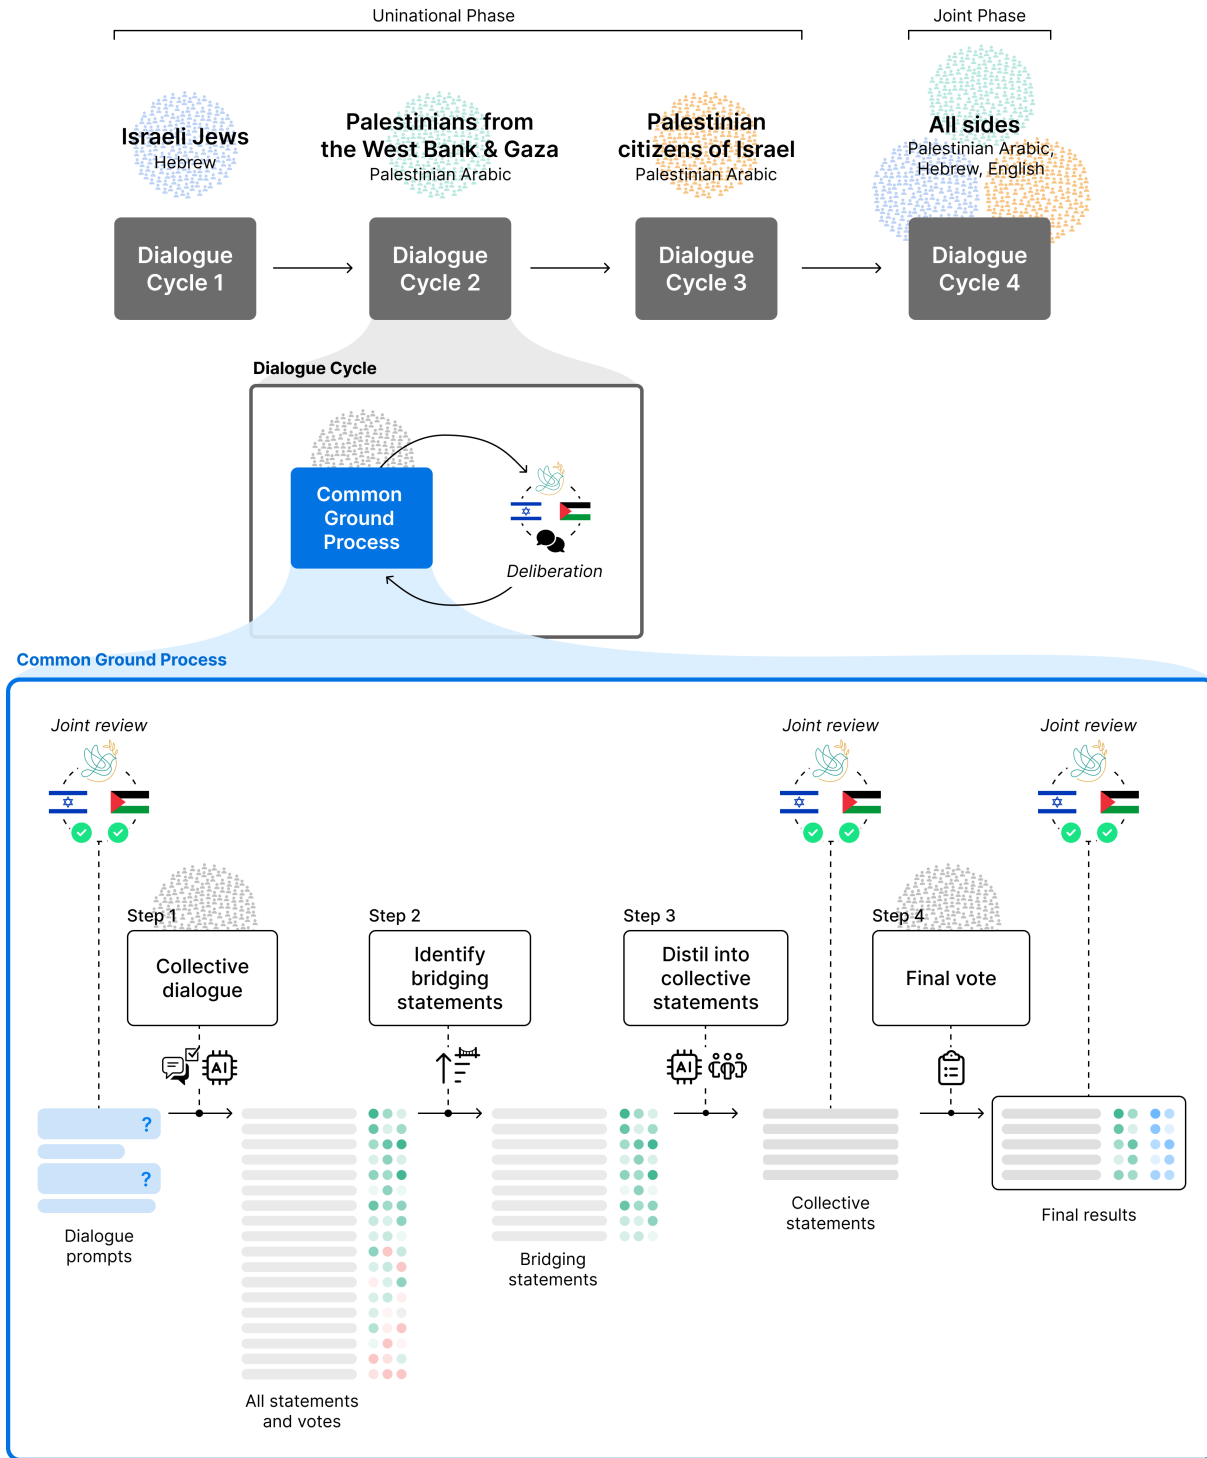 Uninational Phase
Joint Phase
Israeli Jews
Hebrew
Palestinians from
the West Bank & Gaza
Palestinian Arabic
Palestinian
citizens of Israel
Palestinian Arabic
All sides
Palestinian Arabic,
Hebrew, English
Dialogue
Cycle 1
Dialogue
Cycle 2
Dialogue
Cycle 3
Dialogue
Cycle 4
Dialogue Cycle
Common
Ground
Process
Deliberation
Common Ground Process
Joint review
Joint review
Joint review
Step 1
Collective
dialogue
Step 2
Identify
bridging
statements
Step 3
Distil into
collective
statements
Step 4
Final vote
AI
AI
?
?
Dialogue
prompts
All statements
and votes
Bridging
statements
Collective
statements
Final results